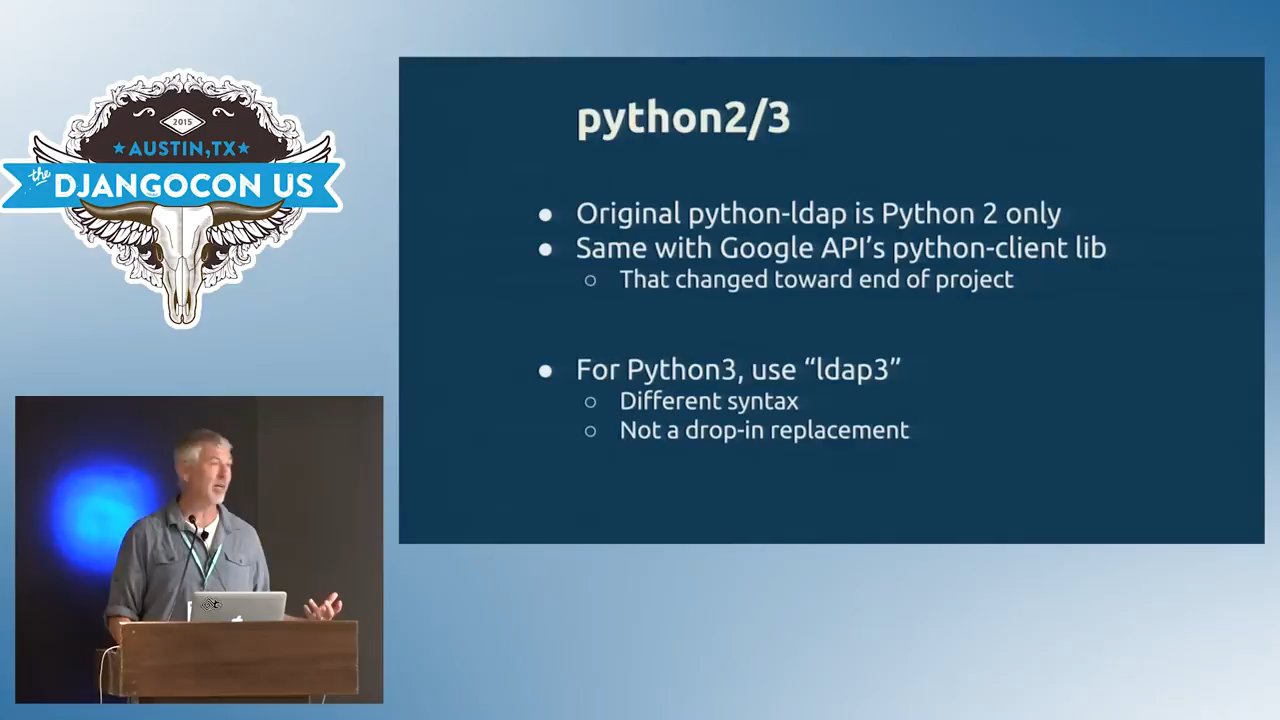 2015
★AUSTIN,TX★
the
DJANGOCON US
python2/3
● Original python-ldap is Python 2 only
● Same with Google API’s python-client lib
○ That changed toward end of project
● For Python3, use “ldap3”
○ Different syntax
○ Not a drop-in replacement